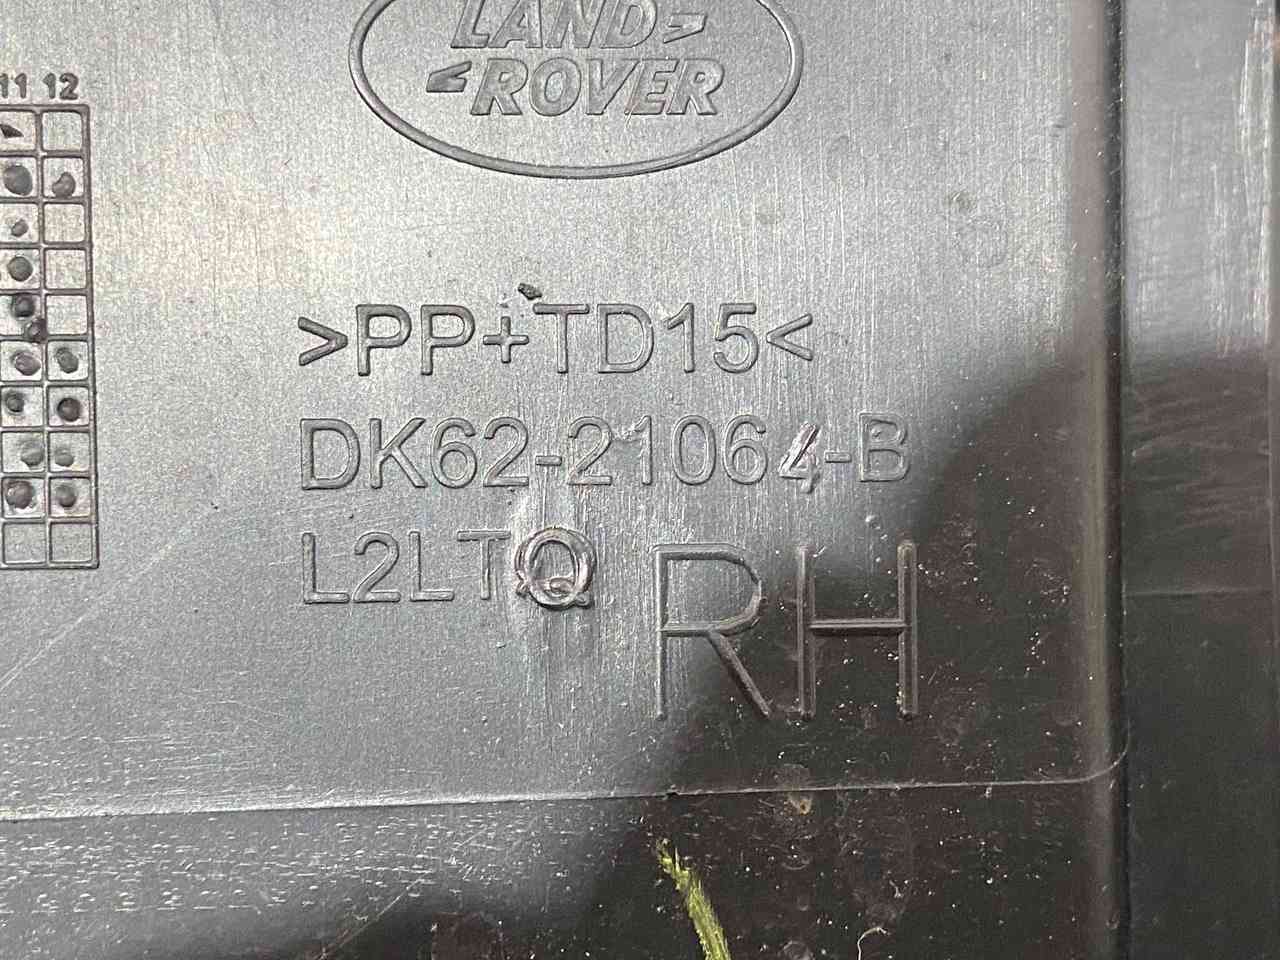 LAND
ROVER
11 12
>PP+TD15<
DK62-21064-B
L2LTQ
RH